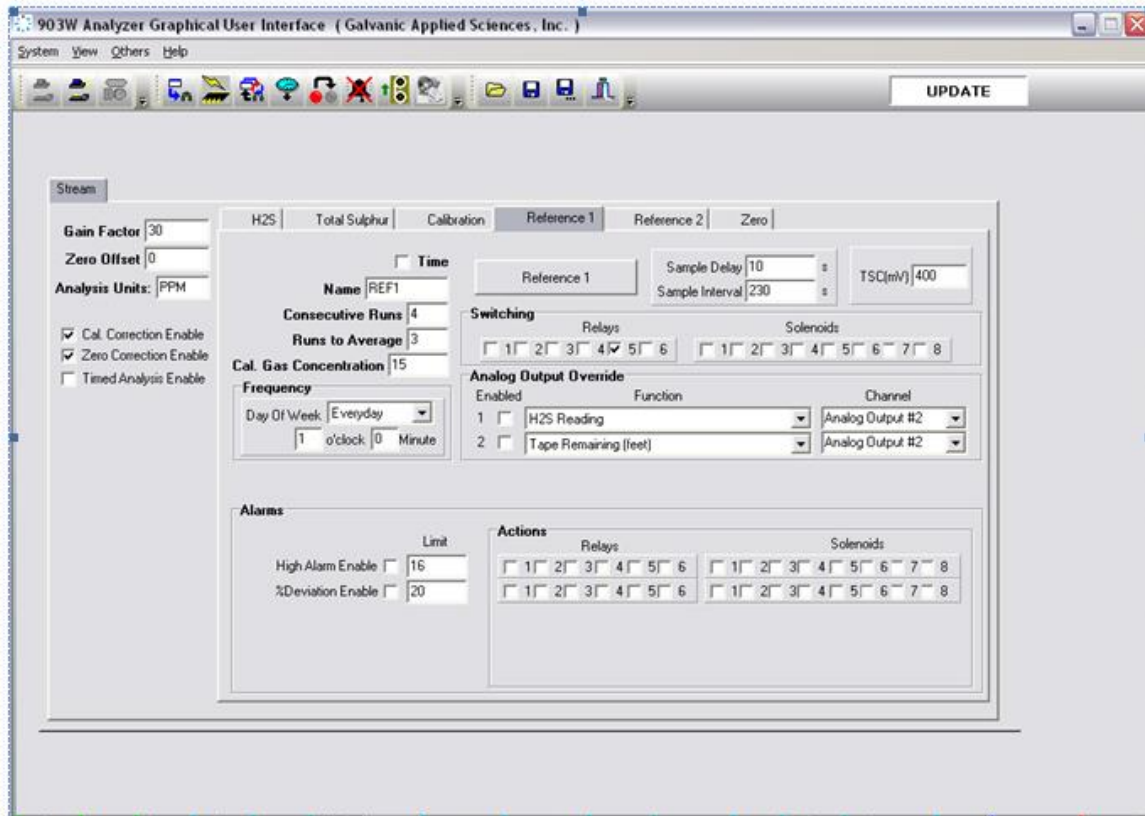 903W Analyzer Graphical User Interface ( Galvanic Applied Sciences, Inc. )
System View Others Help
UPDATE
Stream
Gain Factor 30
Zero Offset 0
Analysis Units: PPM
Cal. Correction Enable
Zero Correction Enable
Timed Analysis Enable
H2S Total Sulphur Calibration Reference 1 Reference 2 Zero
Time
Name REF1
Consecutive Runs 4
Runs to Average 3
Cal. Gas Concentration 15
Frequency
Day Of Week Everyday
1 o'clock 0 Minute
Reference 1
Sample Delay 10 s
Sample Interval 230 s
TSC(mV) 400
Switching
Relays Solenoids
1 2 3 4 5 6 1 2 3 4 5 6 7 8
Analog Output Override
Enabled Function Channel
1 H2S Reading Analog Output #2
2 Tape Remaining (feet) Analog Output #2
Alarms
Limit
High Alarm Enable 16
%Deviation Enable 20
Actions
Relays Solenoids
1 2 3 4 5 6 1 2 3 4 5 6 7 8
1 2 3 4 5 6 1 2 3 4 5 6 7 8